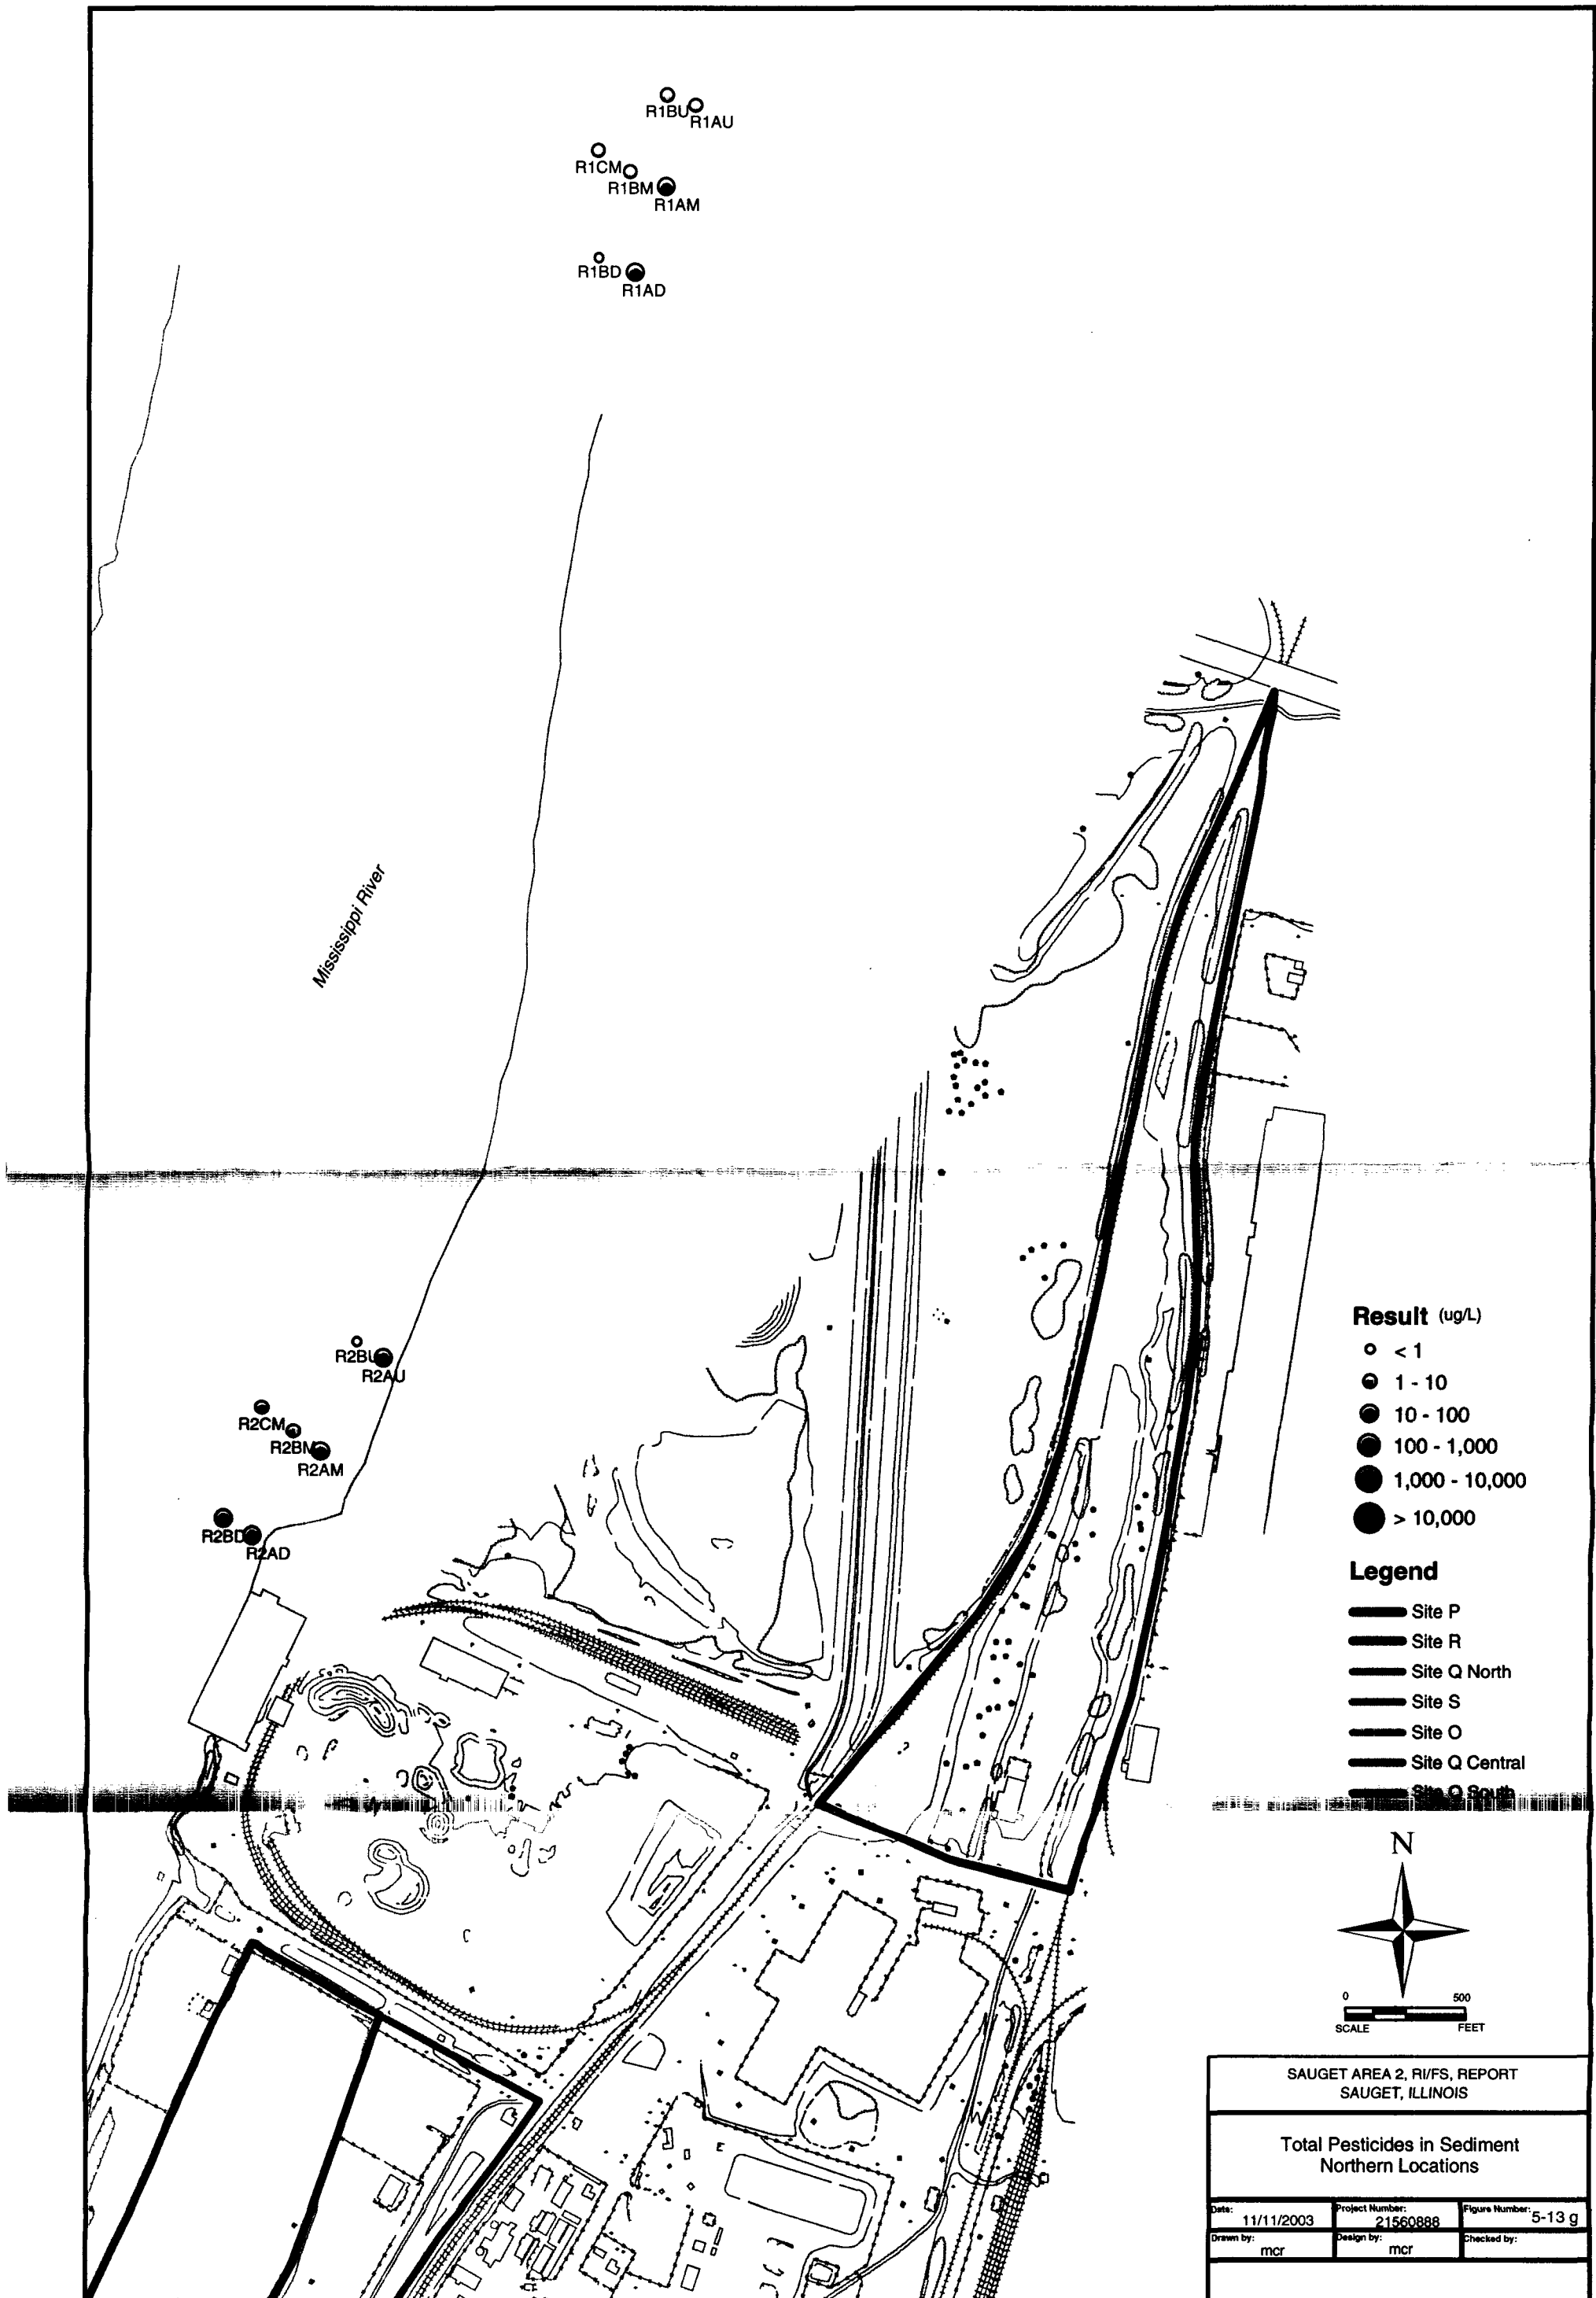 R1BU
R1AU
R1CM
R1BM
R1AM
R1BD
R1AD
Mississippi River
R2BU
R2AU
R2CM
R2BM
R2AM
R2BD
R2AD
Result (ug/L)
< 1
1 - 10
10 - 100
100 - 1,000
1,000 - 10,000
> 10,000
Legend
Site P
Site R
Site Q North
Site S
Site O
Site Q Central
Site Q South
N
0 500
SCALE FEET
SAUGET AREA 2, RI/FS, REPORT
SAUGET, ILLINOIS
Total Pesticides in Sediment
Northern Locations
Date: 11/11/2003 Project Number: 21560888 Figure Number: 5-13 g
Drawn by: mcr Design by: mcr Checked by: